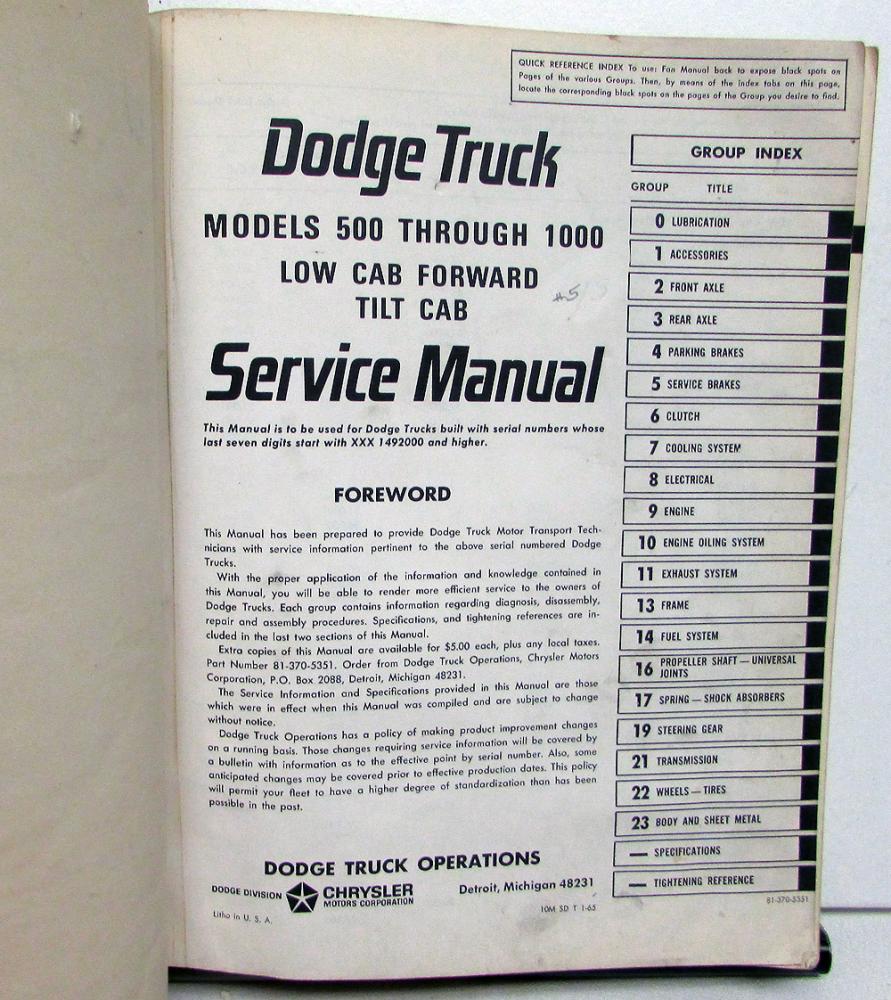 QUICK REFERENCE INDEX To use: Fan Manual back to expose black spots on
Pages of the various Groups. Then, by means of the index tabs on this page,
locate the corresponding black spots on the pages of the Group you desire to find.
Dodge Truck
MODELS 500 THROUGH 1000
LOW CAB FORWARD
TILT CAB
#5
Service Manual
This Manual is to be used for Dodge Trucks built with serial numbers whose
last seven digits start with XXX 1492000 and higher.
FOREWORD
This Manual has been prepared to provide Dodge Truck Motor Transport Tech-
nicians with service information pertinent to the above serial numbered Dodge
Trucks.
With the proper application of the information and knowledge contained in
this Manual, you will be able to render more efficient service to the owners of
Dodge Trucks. Each group contains information regarding diagnosis, disassembly,
repair and assembly procedures. Specifications, and tightening references are in-
cluded in the last two sections of this Manual.
Extra copies of this Manual are available for $5.00 each, plus any local taxes.
Part Number 81-370-5351. Order from Dodge Truck Operations, Chrysler Motors
Corporation, P.O. Box 2088, Detroit, Michigan 48231.
The Service Information and Specifications provided in this Manual are those
which were in effect when this Manual was compiled and are subject to change
without notice.
Dodge Truck Operations has a policy of making product improvement changes
on a running basis. Those changes requiring service information will be covered by
a bulletin with information as to the effective point by serial number. Also, some
anticipated changes may be covered prior to effective production dates. This policy
will permit your fleet to have a higher degree of standardization than has been
possible in the past.
DODGE TRUCK OPERATIONS
DODGE DIVISION CHRYSLER
MOTORS CORPORATION
Detroit, Michigan 48231
Litho in U. S. A.
10M SD T 1-65
GROUP INDEX
GROUP TITLE
0 LUBRICATION
1 ACCESSORIES
2 FRONT AXLE
3 REAR AXLE
4 PARKING BRAKES
5 SERVICE BRAKES
6 CLUTCH
7 COOLING SYSTEM
8 ELECTRICAL
9 ENGINE
10 ENGINE OILING SYSTEM
11 EXHAUST SYSTEM
13 FRAME
14 FUEL SYSTEM
16 PROPELLER SHAFT — UNIVERSAL
JOINTS
17 SPRING — SHOCK ABSORBERS
19 STEERING GEAR
21 TRANSMISSION
22 WHEELS — TIRES
23 BODY AND SHEET METAL
— SPECIFICATIONS
— TIGHTENING REFERENCE
81-370-5351